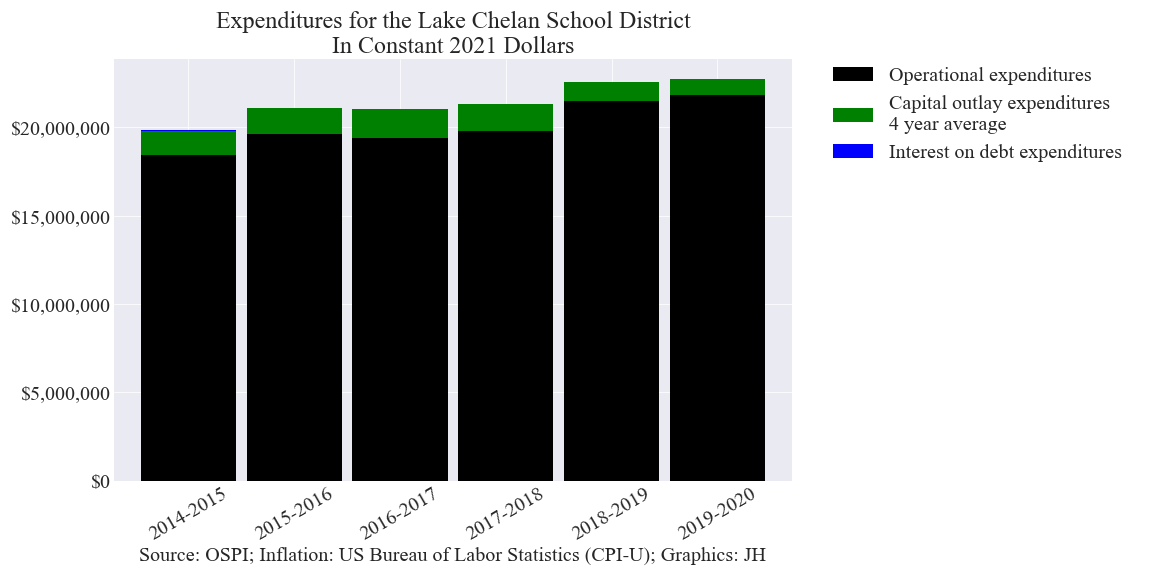 Expenditures for the Lake Chelan School District
In Constant 2021 Dollars
Operational expenditures
Capital outlay expenditures
4 year average
Interest on debt expenditures
$20,000,000
$15,000,000
$10,000,000
$5,000,000
$0
2014-2015
2015-2016
2016-2017
2017-2018
2018-2019
2019-2020
Source: OSPI; Inflation: US Bureau of Labor Statistics (CPI-U); Graphics: JH